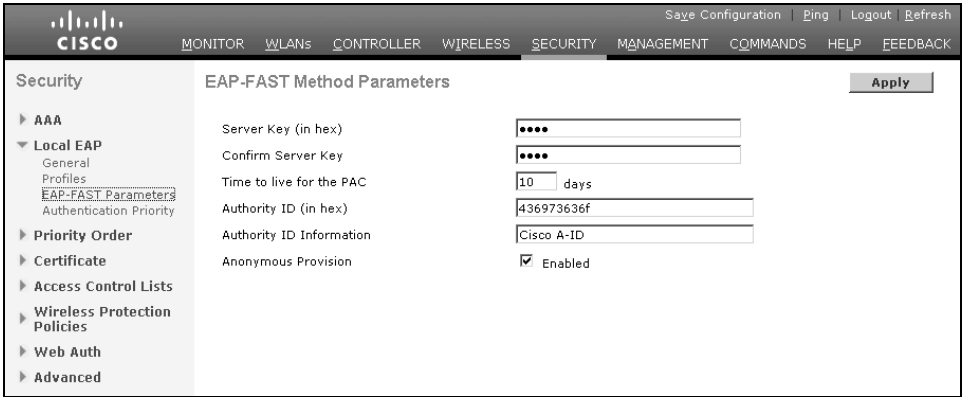 Save Configuration | Ping | Logout | Refresh
CISCO
MONITOR WLANs CONTROLLER WIRELESS SECURITY MANAGEMENT COMMANDS HELP FEEDBACK
Security
AAA
Local EAP
General
Profiles
EAP-FAST Parameters
Authentication Priority
Priority Order
Certificate
Access Control Lists
Wireless Protection
Policies
Web Auth
Advanced
EAP-FAST Method Parameters
Apply
Server Key (in hex) ••••
Confirm Server Key ••••
Time to live for the PAC 10 days
Authority ID (in hex) 436973636f
Authority ID Information Cisco A-ID
Anonymous Provision Enabled